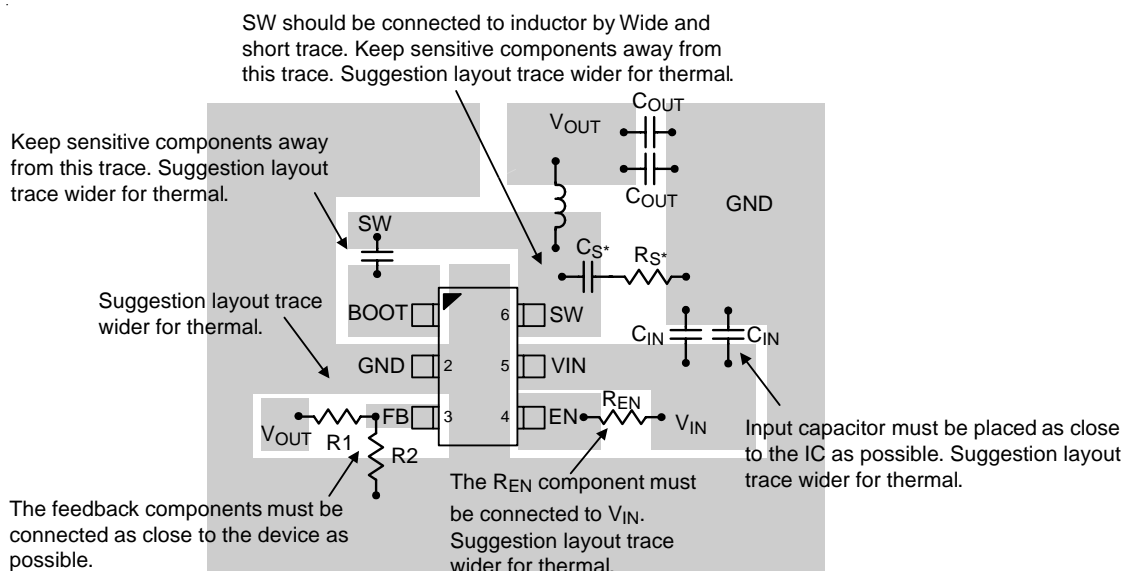 SW should be connected to inductor by Wide and
short trace. Keep sensitive components away from
this trace. Suggestion layout trace wider for thermal.
Keep sensitive components away
from this trace. Suggestion layout
trace wider for thermal.
COUT
VOUT
COUT
GND
SW
CS*
RS*
Suggestion layout trace
wider for thermal.
BOOT
6
SW
CIN
CIN
GND
2
5
VIN
FB
3
4
EN
REN
VIN
VOUT
R1
R2
Input capacitor must be placed as close
to the IC as possible. Suggestion layout
trace wider for thermal.
The feedback components must be
connected as close to the device as
possible.
The REN component must
be connected to VIN.
Suggestion layout trace
wider for thermal.